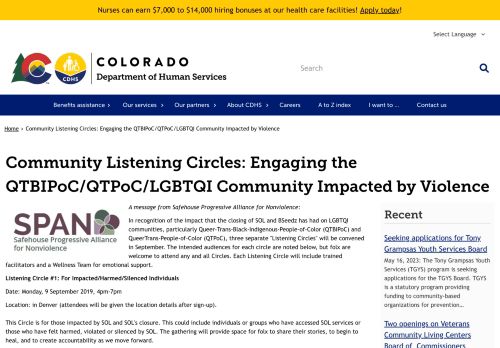 Nurses can earn $7,000 to $14,000 hiring bonuses at our health care facilities! Apply today!
Select Language
CDHS
COLORADO
Department of Human Services
Search
Benefits assistance
Our services
Our partners
About CDHS
Careers
A to Z index
I want to ...
Contact us
Home › Community Listening Circles: Engaging the QTBIPoC/QTPoC/LGBTQI Community Impacted by Violence
Community Listening Circles: Engaging the
QTBIPoC/QTPoC/LGBTQI Community Impacted by Violence
SPAN
Safehouse Progressive Alliance
for Nonviolence
A message from Safehouse Progressive Alliance for Nonviolence:
In recognition of the impact that the closing of SOL and BSeedz has had on LGBTQI
communities, particularly Queer-Trans-Black-Indigenous-People-of-Color (QTBIPoC) and
QueerTrans-People-of-Color (QTPoC), three separate "Listening Circles" will be convened
in September. The intended audiences for each circle are noted below, but folx are
welcome to attend any and all Circles. Each Listening Circle will include trained
facilitators and a Wellness Team for emotional support.
Listening Circle #1: For Impacted/Harmed/Silenced Individuals
Date: Monday, 9 September 2019, 4pm-7pm
Location: in Denver (attendees will be given the location details after sign-up).
This Circle is for those impacted by SOL and SOL's closure. This could include individuals or groups who have accessed SOL services or
those who have felt harmed, violated or silenced by SOL. The gathering will provide space for folx to share their stories, to begin to
heal, and to create accountability as we move forward.
Recent
Seeking applications for Tony
Grampsas Youth Services Board
May 16, 2023: The Tony Grampsas Youth
Services (TGYS) program is seeking
applications for the TGYS Board. TGYS
is a statutory program providing
funding to community-based
organizations for prevention...
Two openings on Veterans
Community Living Centers
Board of Commissioners